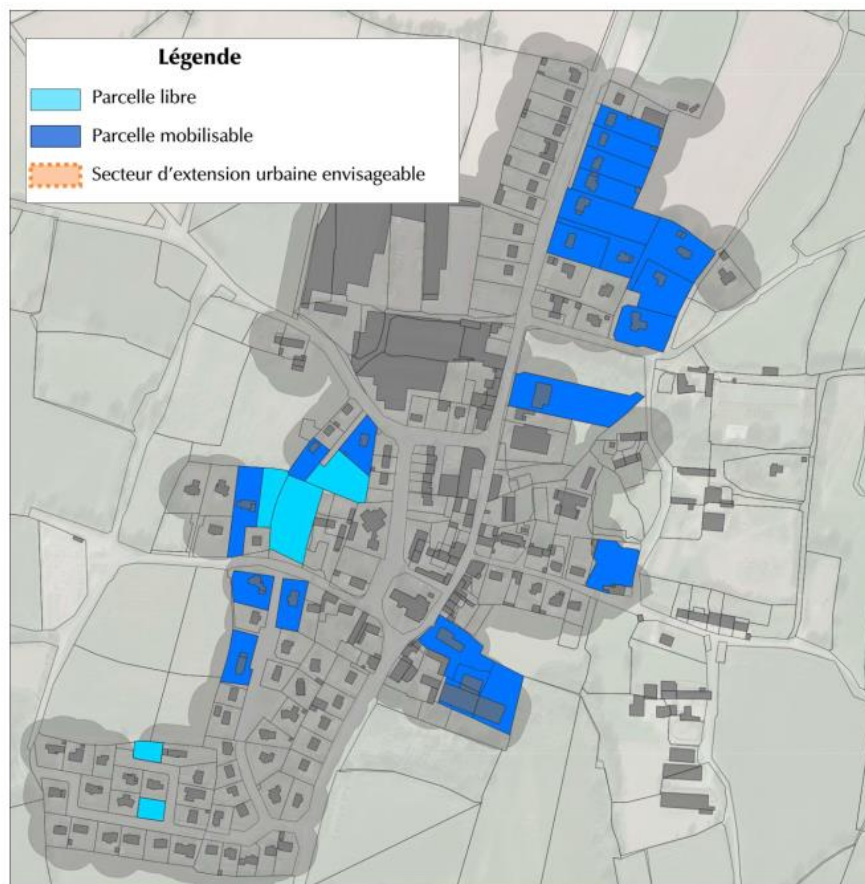 Légende
Parcelle libre
Parcelle mobilisable
Secteur d'extension urbaine envisageable